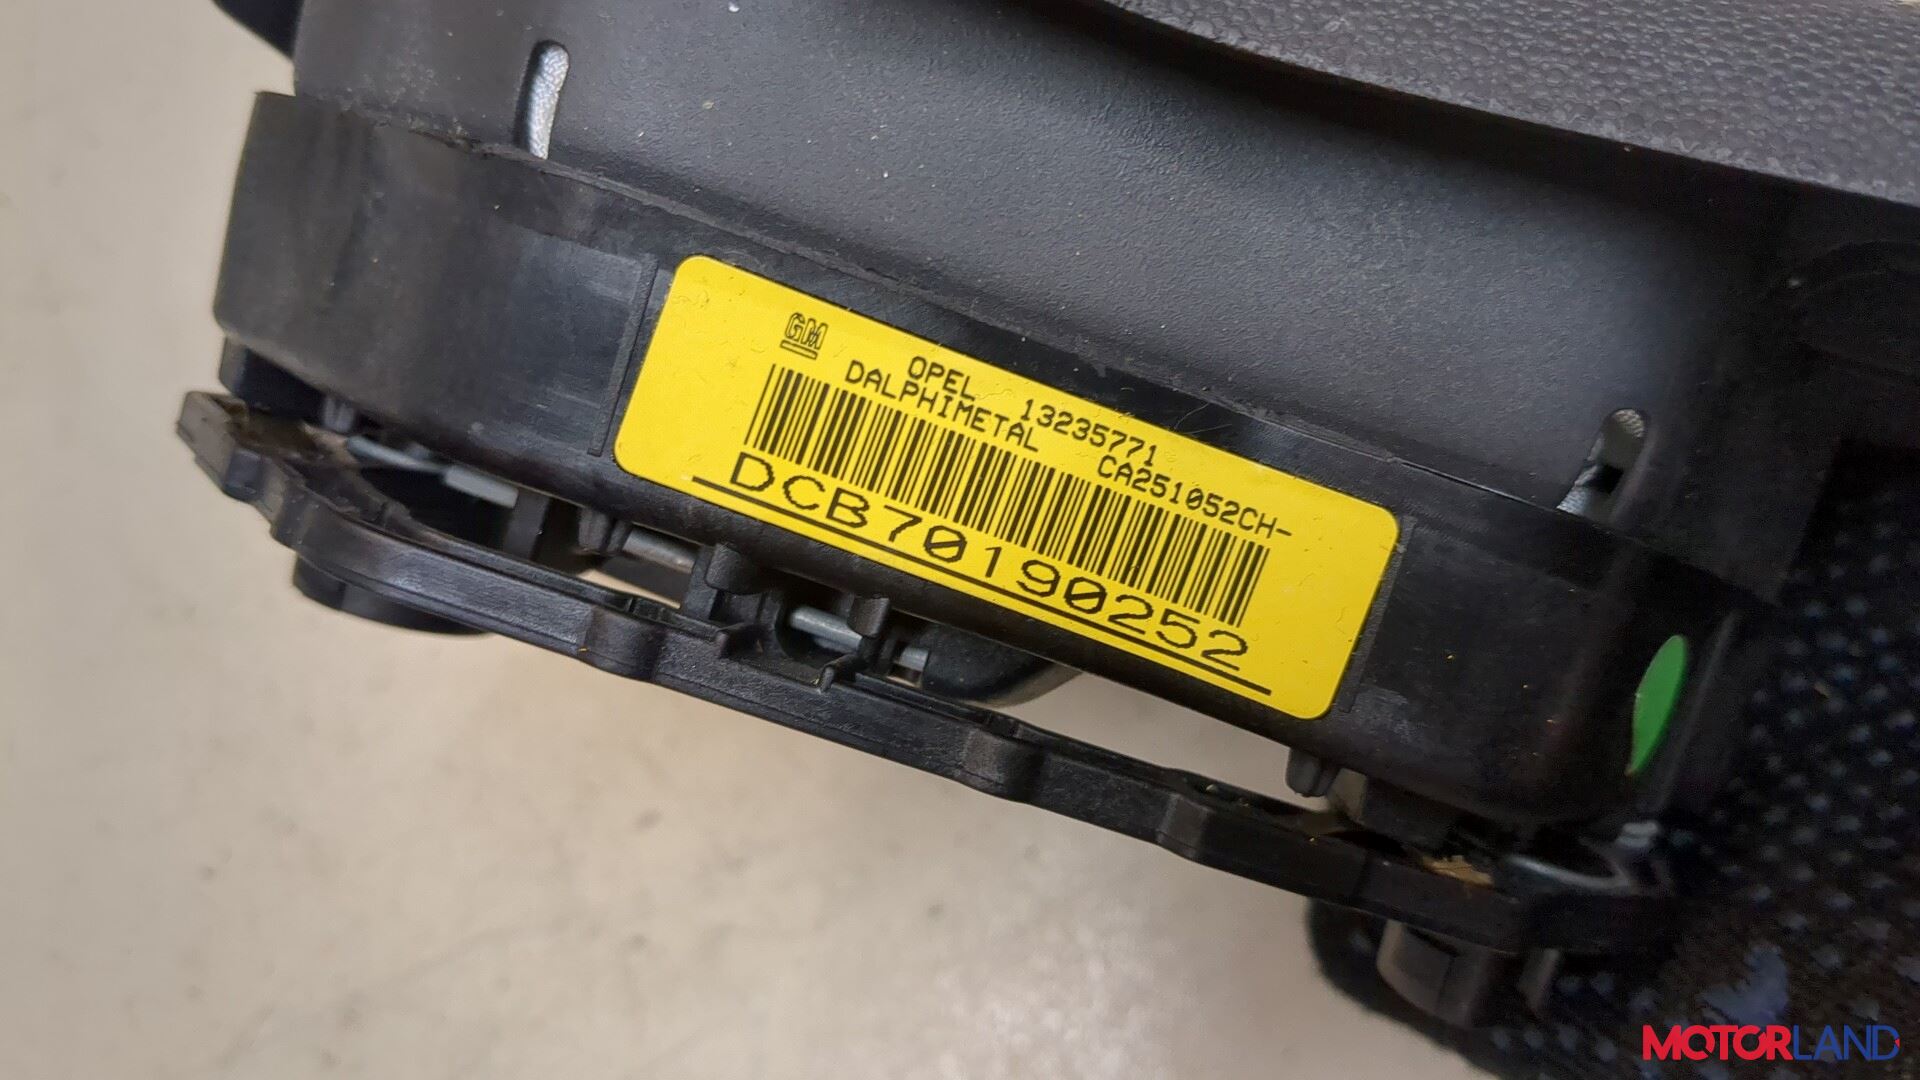 GM
OPEL 13235771
DALPHIMETAL CA251052CH-
DCB70190252
MOTORLAND